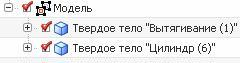 Модель
Твердое тело "Вытягивание (1)"
Твердое тело "Цилиндр (6)"